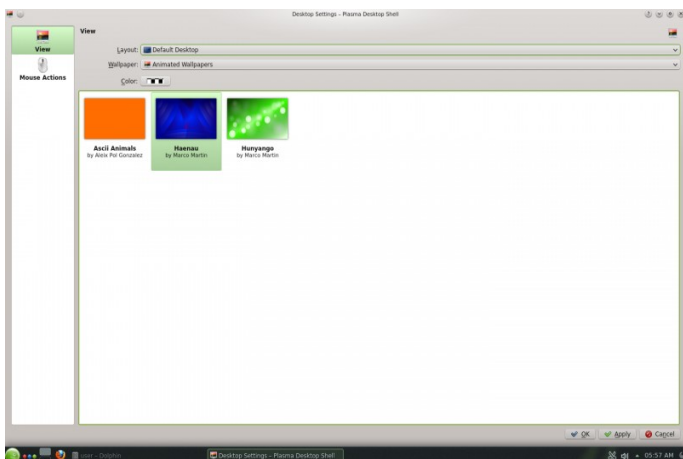 Desktop Settings – Plasma Desktop Shell
View
View
Layout: Default Desktop
Wallpaper: Animated Wallpapers
Mouse Actions
Color:
Ascii Animals
by Aleix Pol Gonzalez
Haenau
by Marco Martin
Hunyango
by Marco Martin
OK Apply Cancel
user – Dolphin
Desktop Settings – Plasma Desktop Shell
05:57 AM